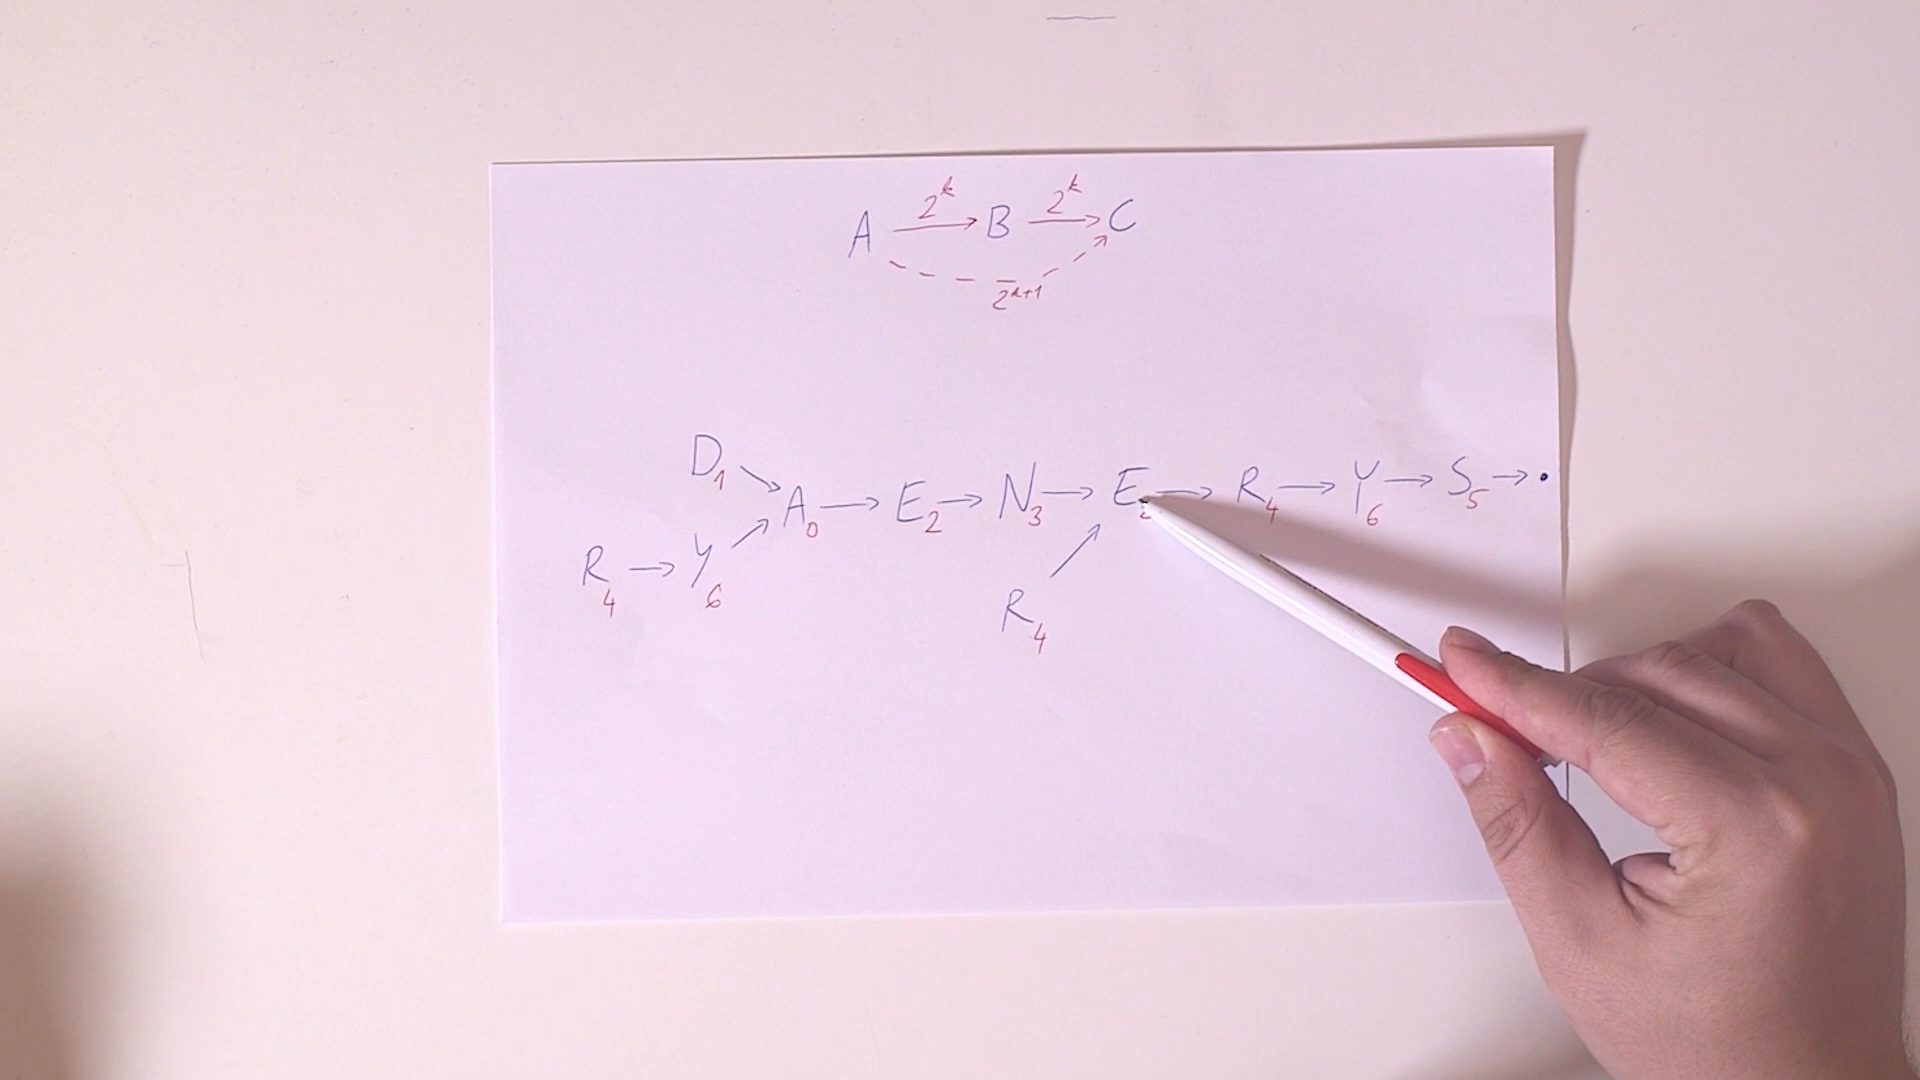 2^k 2^k
A → B → C
2^{k+1}
D₁
A₀ → E₂ → N₃ → E → R₄ → Y₆ → S₅ → •
R₄ → Y₆
R₄